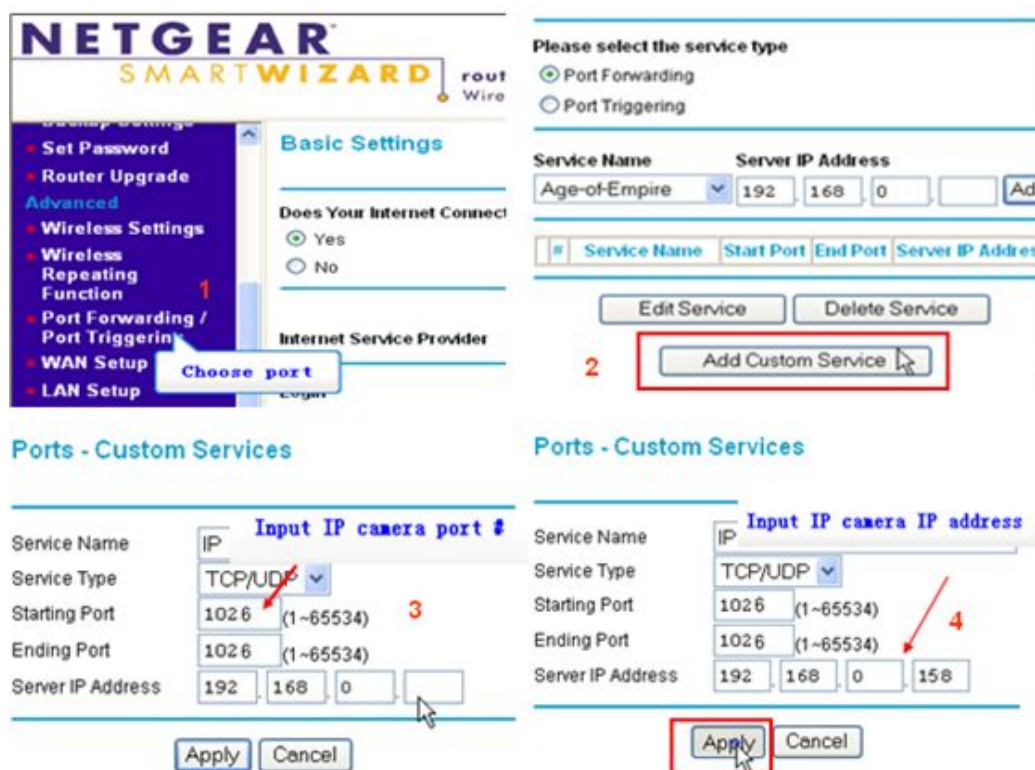 NETGEAR
SMARTWIZARD rout
Wire
Backup Settings
Set Password
Router Upgrade
Advanced
Wireless Settings
Wireless
Repeating
Function
1
Port Forwarding /
Port Triggering
WAN Setup
LAN Setup
Choose port
Basic Settings
Does Your Internet Connect
Yes
No
Internet Service Provider
Login
Please select the service type
Port Forwarding
Port Triggering
Service Name Server IP Address
Age-of-Empire 192 . 168 . 0 . Ad
# Service Name Start Port End Port Server IP Addres
Edit Service Delete Service
2 Add Custom Service
Ports - Custom Services
Input IP camera port #
Service Name IP
Service Type TCP/UDP
Starting Port 1026 (1~65534) 3
Ending Port 1026 (1~65534)
Server IP Address 192 . 168 . 0 .
Apply Cancel
Ports - Custom Services
Input IP camera IP address
Service Name IP
Service Type TCP/UDP
Starting Port 1026 (1~65534) 4
Ending Port 1026 (1~65534)
Server IP Address 192 . 168 . 0 . 158
Apply Cancel